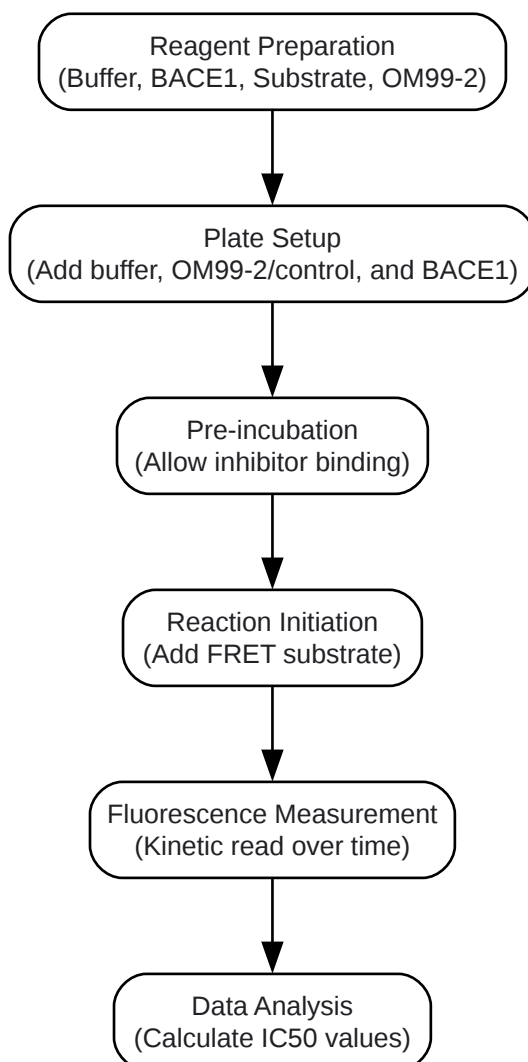 Reagent Preparation
(Buffer, BACE1, Substrate, OM99-2)
Plate Setup
(Add buffer, OM99-2/control, and BACE1)
Pre-incubation
(Allow inhibitor binding)
Reaction Initiation
(Add FRET substrate)
Fluorescence Measurement
(Kinetic read over time)
Data Analysis
(Calculate IC50 values)